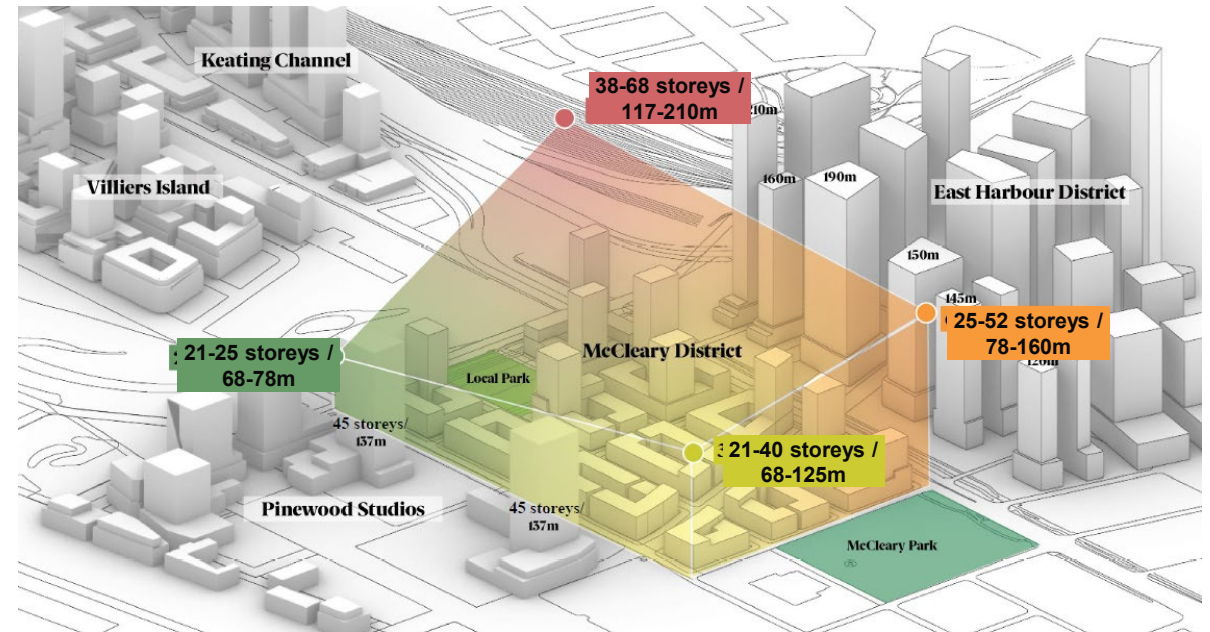 Keating Channel
38-68 storeys /
117-210m
210m
Villiers Island
160m
190m
East Harbour District
150m
145m
25-52 storeys /
78-160m
120m
21-25 storeys /
68-78m
McCleary District
Local Park
45 storeys/
137m
21-40 storeys /
68-125m
45 storeys/
137m
Pinewood Studios
McCleary Park